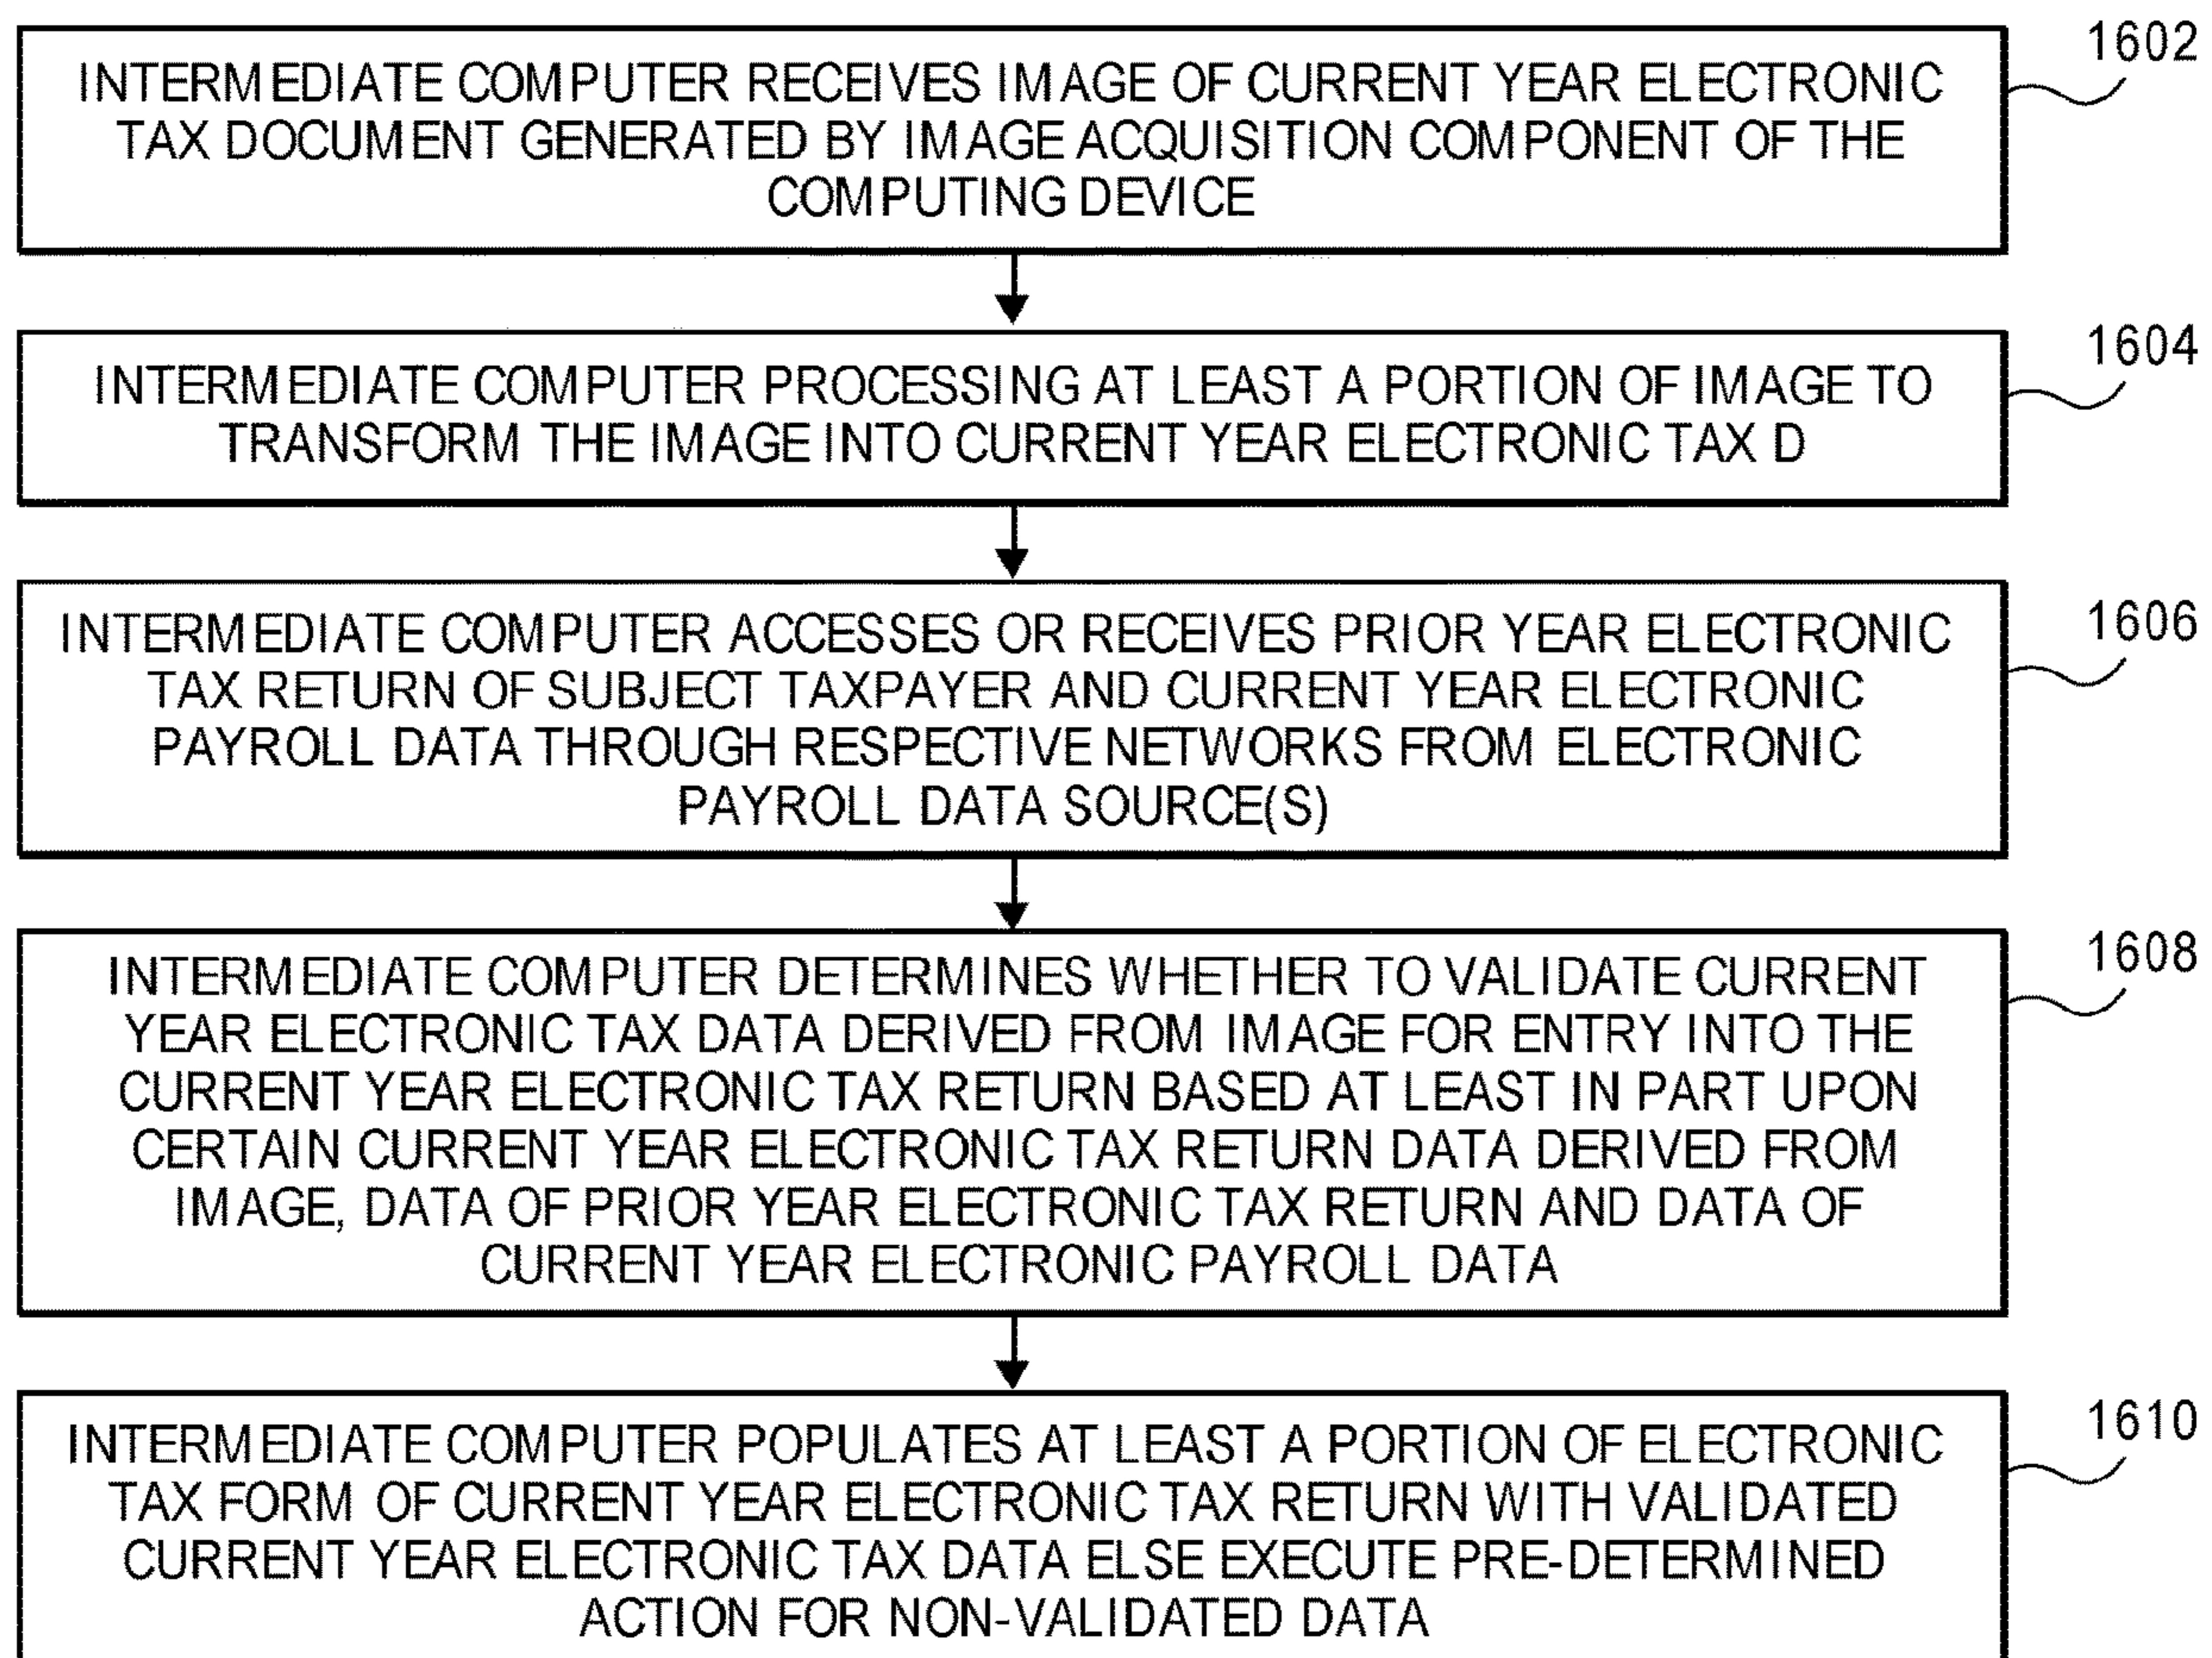 1602
INTERMEDIATE COMPUTER RECEIVES IMAGE OF CURRENT YEAR ELECTRONIC
TAX DOCUMENT GENERATED BY IMAGE ACQUISITION COMPONENT OF THE
COMPUTING DEVICE
1604
INTERMEDIATE COMPUTER PROCESSING AT LEAST A PORTION OF IMAGE TO
TRANSFORM THE IMAGE INTO CURRENT YEAR ELECTRONIC TAX D
1606
INTERMEDIATE COMPUTER ACCESSES OR RECEIVES PRIOR YEAR ELECTRONIC
TAX RETURN OF SUBJECT TAXPAYER AND CURRENT YEAR ELECTRONIC
PAYROLL DATA THROUGH RESPECTIVE NETWORKS FROM ELECTRONIC
PAYROLL DATA SOURCE(S)
1608
INTERMEDIATE COMPUTER DETERMINES WHETHER TO VALIDATE CURRENT
YEAR ELECTRONIC TAX DATA DERIVED FROM IMAGE FOR ENTRY INTO THE
CURRENT YEAR ELECTRONIC TAX RETURN BASED AT LEAST IN PART UPON
CERTAIN CURRENT YEAR ELECTRONIC TAX RETURN DATA DERIVED FROM
IMAGE, DATA OF PRIOR YEAR ELECTRONIC TAX RETURN AND DATA OF
CURRENT YEAR ELECTRONIC PAYROLL DATA
1610
INTERMEDIATE COMPUTER POPULATES AT LEAST A PORTION OF ELECTRONIC
TAX FORM OF CURRENT YEAR ELECTRONIC TAX RETURN WITH VALIDATED
CURRENT YEAR ELECTRONIC TAX DATA ELSE EXECUTE PRE-DETERMINED
ACTION FOR NON-VALIDATED DATA